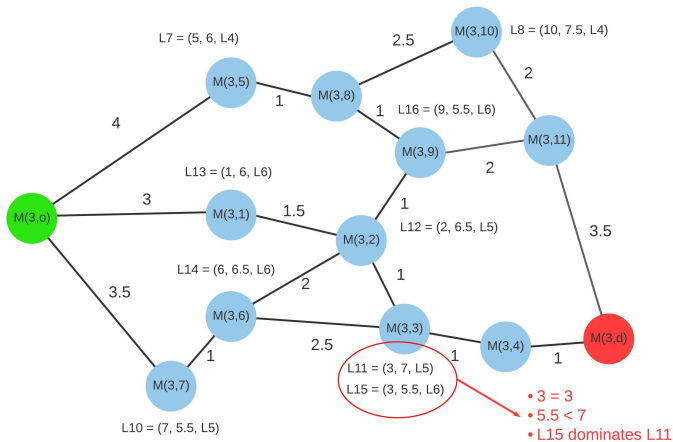 M(3,10)
L8 = (10, 7.5, L4)
L7 = (5, 6, L4)
2.5
2
M(3,5)
M(3,8)
1
1
L16 = (9, 5.5, L6)
4
M(3,11)
M(3,9)
2
L13 = (1, 6, L6)
3
M(3,1)
1.5
1
M(3,o)
L12 = (2, 6.5, L5)
M(3,2)
3.5
L14 = (6, 6.5, L6)
1
2
3.5
M(3,6)
M(3,3)
M(3,d)
2.5
M(3,4)
1
1
1
L11 = (3, 7, L5)
L15 = (3, 5.5, L6)
M(3,7)
L10 = (7, 5.5, L5)
• 3 = 3
• 5.5 < 7
• L15 dominates L11